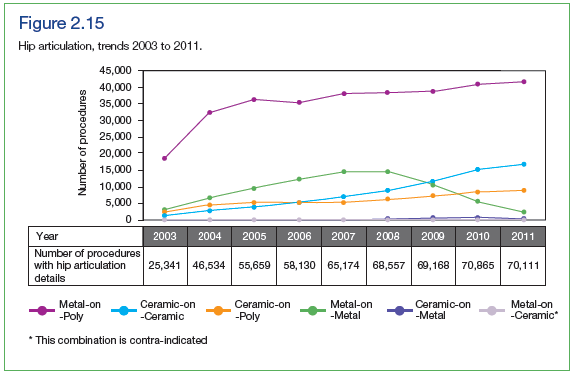 Figure 2.15
Hip articulation, trends 2003 to 2011.
45,000
40,000
35,000
30,000
25,000
20,000
15,000
10,000
5,000
0
Number of procedures
Year 2003 2004 2005 2006 2007 2008 2009 2010 2011
Number of procedures
with hip articulation
details
25,341 46,534 55,659 58,130 65,174 68,557 69,168 70,865 70,111
Metal-on
-Poly
Ceramic-on
-Ceramic
Ceramic-on
-Poly
Metal-on
-Metal
Ceramic-on
-Metal
Metal-on
-Ceramic*
* This combination is contra-indicated